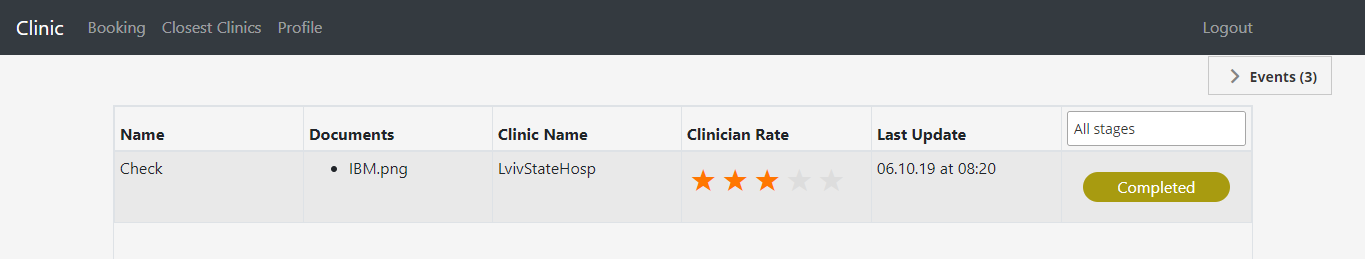 Clinic Booking Closest Clinics Profile Logout
Events (3)
Name Documents Clinic Name Clinician Rate Last Update All stages
Check IBM.png LvivStateHosp 06.10.19 at 08:20 Completed